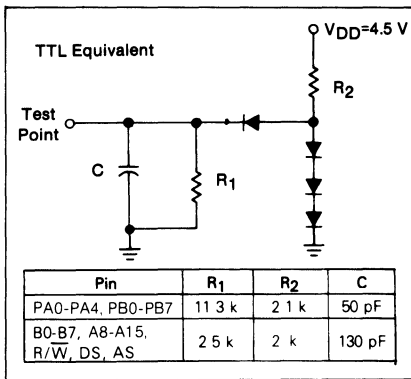 VDD=4.5 V
TTL Equivalent
R2
Test
Point
C
R1
Pin R1 R2 C
PA0-PA4, PB0-PB7 11 3 k 2 1 k 50 pF
B0-B7, A8-A15,
R/W̅, DS, AS 2 5 k 2 k 130 pF